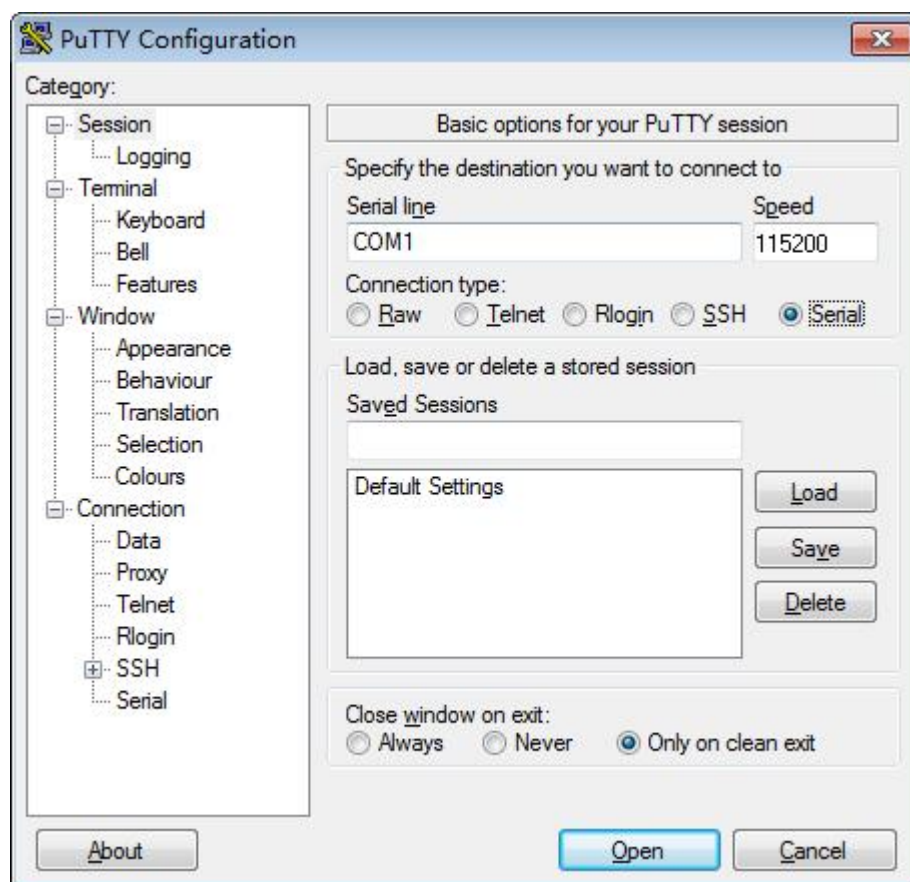 PuTTY Configuration
Category:
Session
Logging
Terminal
Keyboard
Bell
Features
Window
Appearance
Behaviour
Translation
Selection
Colours
Connection
Data
Proxy
Telnet
Rlogin
SSH
Serial
Basic options for your PuTTY session
Specify the destination you want to connect to
Serial line Speed
COM1 115200
Connection type:
Raw Telnet Rlogin SSH Serial
Load, save or delete a stored session
Saved Sessions
Default Settings
Load
Save
Delete
Close window on exit:
Always Never Only on clean exit
About Open Cancel